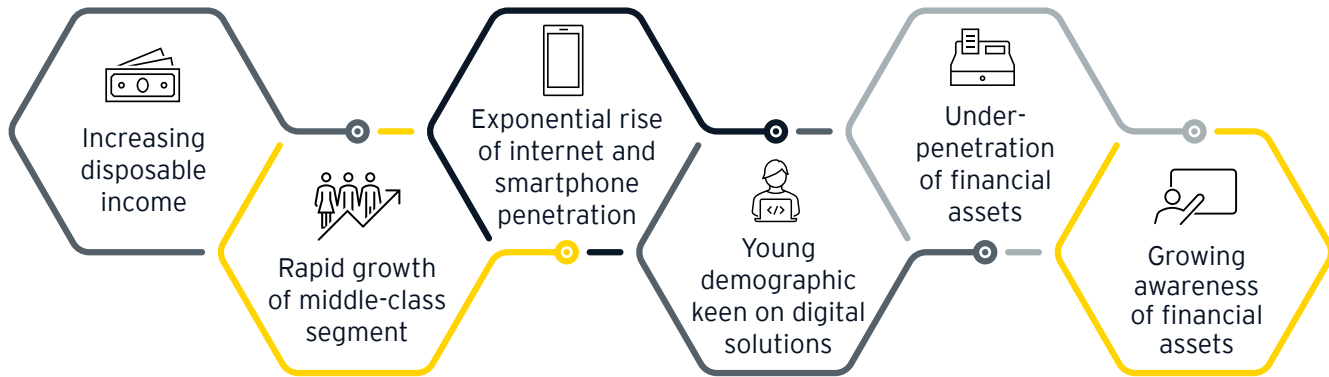 Increasing
disposable
income
Rapid growth
of middle-class
segment
Exponential rise
of internet and
smartphone
penetration
</>
Young
demographic
keen on digital
solutions
Under-
penetration
of financial
assets
Growing
awareness
of financial
assets